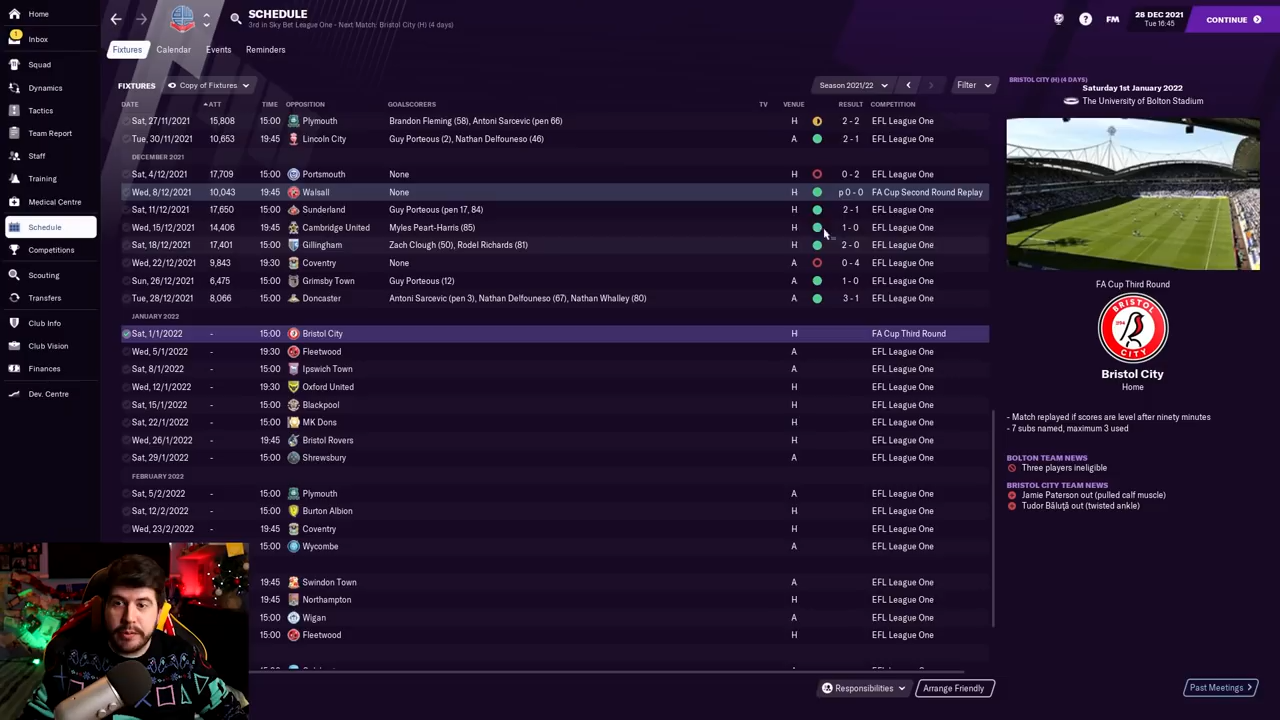 Home
SCHEDULE
3rd in Sky Bet League One - Next Match: Bristol City (H) (4 days)
FM
28 DEC 2021
Tue 16:45
CONTINUE
1
Inbox
Squad
Dynamics
Tactics
Team Report
Staff
Training
Medical Centre
Schedule
Competitions
Scouting
Transfers
Club Info
Club Vision
Finances
Dev. Centre
Fixtures Calendar Events Reminders
FIXTURES Copy of Fixtures Season 2021/22 Filter
DATE ATT TIME OPPOSITION GOALSCORERS TV VENUE RESULT COMPETITION
Sat, 27/11/2021 15,808 15:00 Plymouth Brandon Fleming (58), Antoni Sarcevic (pen 66) H 2 - 2 EFL League One
Tue, 30/11/2021 10,653 19:45 Lincoln City Guy Porteous (2), Nathan Delfouneso (46) A 2 - 1 EFL League One
DECEMBER 2021
Sat, 4/12/2021 17,709 15:00 Portsmouth None H 0 - 2 EFL League One
Wed, 8/12/2021 10,043 19:45 Walsall None H p 0 - 0 FA Cup Second Round Replay
Sat, 11/12/2021 17,650 15:00 Sunderland Guy Porteous (pen 17, 84) H 2 - 1 EFL League One
Wed, 15/12/2021 14,406 19:45 Cambridge United Myles Peart-Harris (85) H 1 - 0 EFL League One
Sat, 18/12/2021 17,401 15:00 Gillingham Zach Clough (50), Rodel Richards (81) H 2 - 0 EFL League One
Wed, 22/12/2021 9,843 19:30 Coventry None A 0 - 4 EFL League One
Sun, 26/12/2021 6,475 15:00 Grimsby Town Guy Porteous (12) A 1 - 0 EFL League One
Tue, 28/12/2021 8,066 15:00 Doncaster Antoni Sarcevic (pen 3), Nathan Delfouneso (67), Nathan Whalley (80) A 3 - 1 EFL League One
JANUARY 2022
Sat, 1/1/2022 - 15:00 Bristol City H FA Cup Third Round
Wed, 5/1/2022 - 19:30 Fleetwood A EFL League One
Sat, 8/1/2022 - 15:00 Ipswich Town A EFL League One
Wed, 12/1/2022 - 19:30 Oxford United H EFL League One
Sat, 15/1/2022 - 15:00 Blackpool H EFL League One
Sat, 22/1/2022 - 15:00 MK Dons H EFL League One
Wed, 26/1/2022 - 19:45 Bristol Rovers H EFL League One
Sat, 29/1/2022 - 15:00 Shrewsbury A EFL League One
FEBRUARY 2022
Sat, 5/2/2022 - 15:00 Plymouth A EFL League One
Sat, 12/2/2022 - 15:00 Burton Albion H EFL League One
Wed, 23/2/2022 - 19:45 Coventry H EFL League One
15:00 Wycombe A EFL League One
19:45 Swindon Town A EFL League One
19:45 Northampton H EFL League One
15:00 Wigan A EFL League One
15:00 Fleetwood H EFL League One
Responsibilities Arrange Friendly
BRISTOL CITY (H) (4 DAYS)
Saturday 1st January 2022
The University of Bolton Stadium
FA Cup Third Round
BRISTOL
1894
CITY
Bristol City
Home
- Match replayed if scores are level after ninety minutes
- 7 subs named, maximum 3 used
BOLTON TEAM NEWS
Three players ineligible
BRISTOL CITY TEAM NEWS
Jamie Paterson out (pulled calf muscle)
Tudor Băluţă out (twisted ankle)
Past Meetings